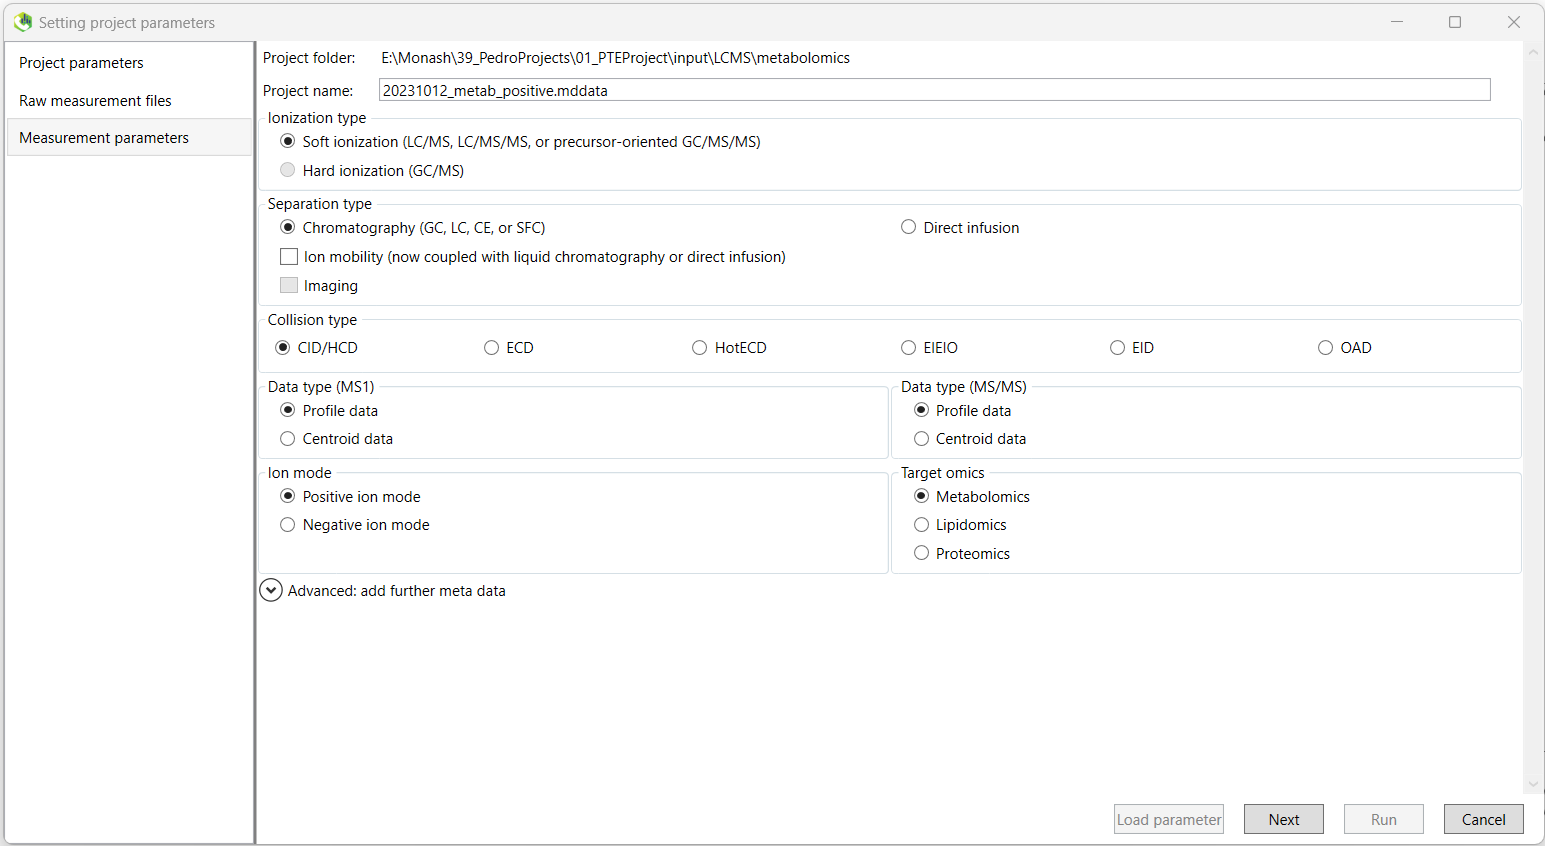 Setting project parameters
Project parameters
Raw measurement files
Measurement parameters
Project folder: E:\Monash\39_PedroProjects\01_PTEProject\input\LCMS\metabolomics
Project name: 20231012_metab_positive.mddata
Ionization type
Soft ionization (LC/MS, LC/MS/MS, or precursor-oriented GC/MS/MS)
Hard ionization (GC/MS)
Separation type
Chromatography (GC, LC, CE, or SFC) Direct infusion
Ion mobility (now coupled with liquid chromatography or direct infusion)
Imaging
Collision type
CID/HCD ECD HotECD EIEIO EID OAD
Data type (MS1) Data type (MS/MS)
Profile data Profile data
Centroid data Centroid data
Ion mode Target omics
Positive ion mode Metabolomics
Negative ion mode Lipidomics
Proteomics
Advanced: add further meta data
Load parameter Next Run Cancel